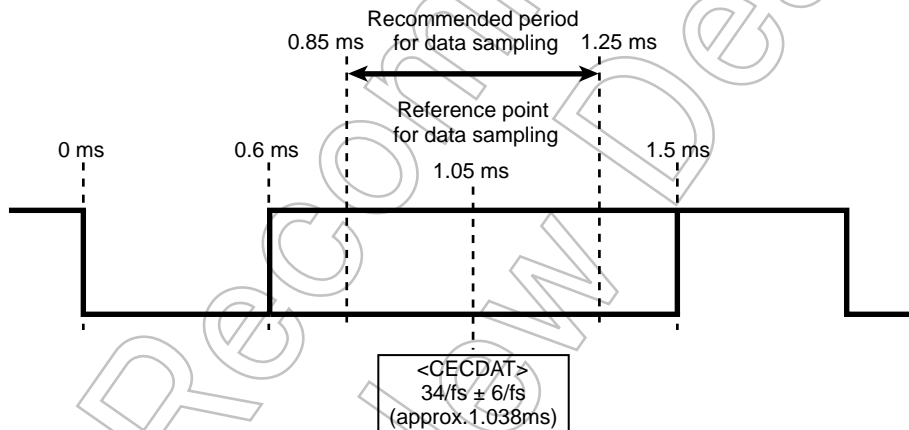 Recommended period
for data sampling
0.85 ms
1.25 ms
Reference point
for data sampling
0 ms
0.6 ms
1.05 ms
1.5 ms
<CECDAT>
34/fs ± 6/fs
(approx.1.038ms)